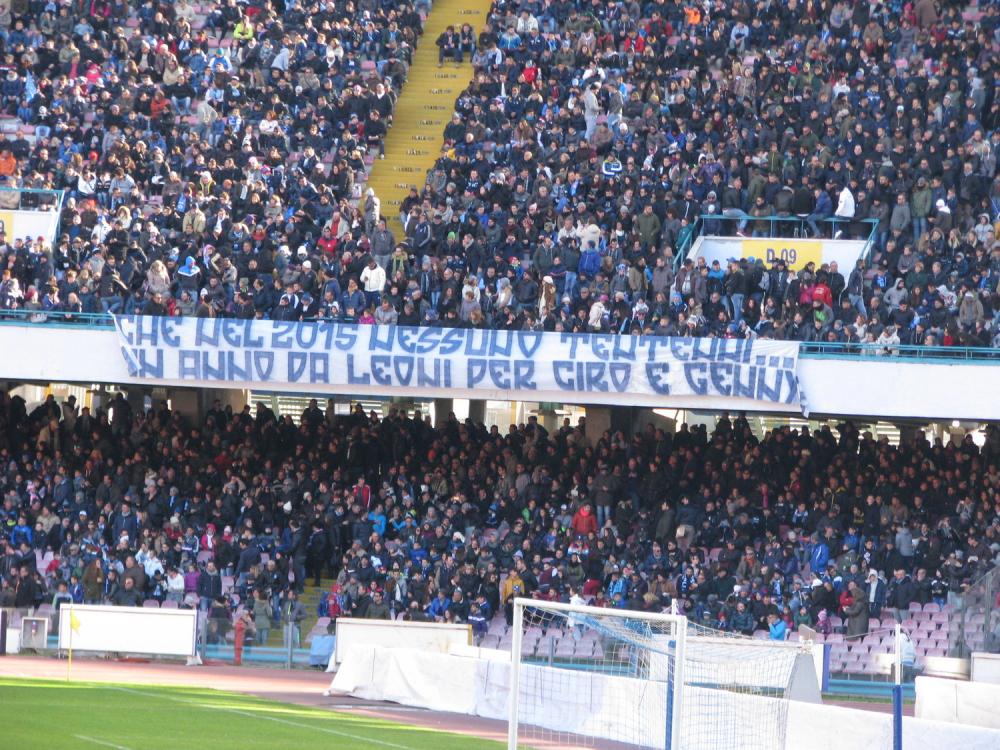 D 09
CHE NEL 2015 NESSUNO TENTENNI...
UN ANNO DA LEONI PER CIRO E GENNY